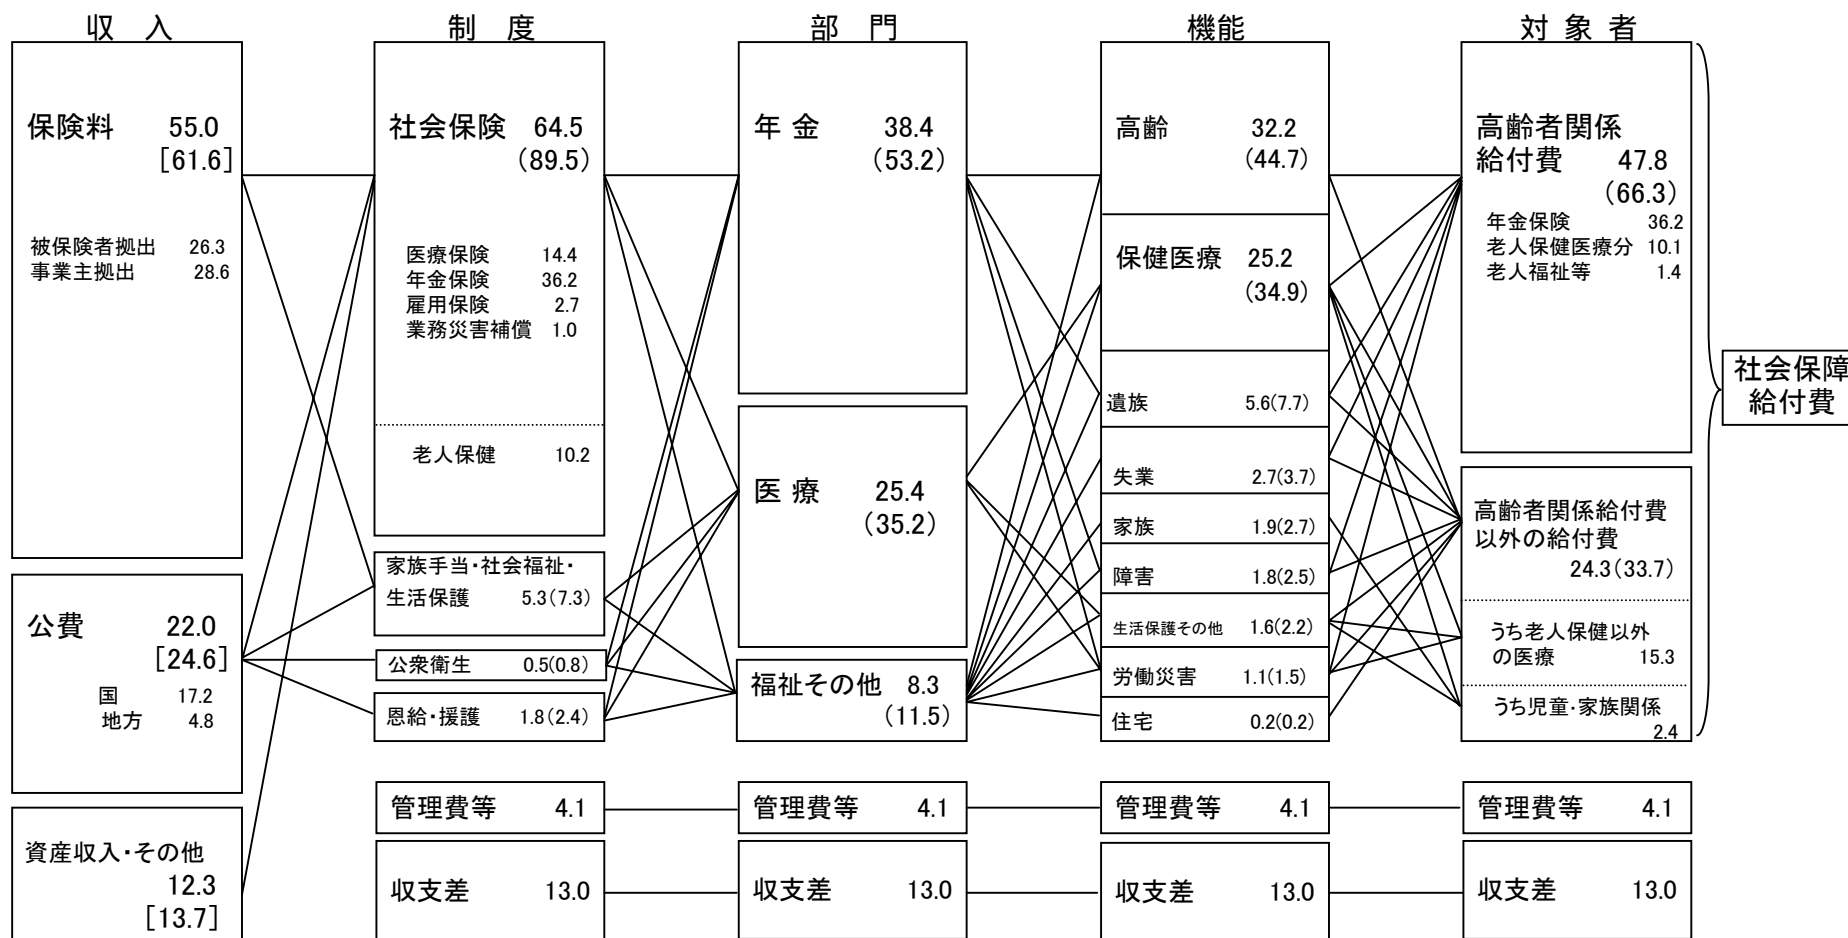 収 入
保険料 55.0
[61.6]
被保険者拠出 26.3
事業主拠出 28.6
公費 22.0
[24.6]
国 17.2
地方 4.8
資産収入・その他
12.3
[13.7]
制 度
社会保険 64.5
(89.5)
医療保険 14.4
年金保険 36.2
雇用保険 2.7
業務災害補償 1.0
老人保健 10.2
家族手当・社会福祉・
生活保護 5.3(7.3)
公衆衛生 0.5(0.8)
恩給・援護 1.8(2.4)
管理費等 4.1
収支差 13.0
部 門
年 金 38.4
(53.2)
医 療 25.4
(35.2)
福祉その他 8.3
(11.5)
管理費等 4.1
収支差 13.0
機能
高齢 32.2
(44.7)
保健医療 25.2
(34.9)
遺族 5.6(7.7)
失業 2.7(3.7)
家族 1.9(2.7)
障害 1.8(2.5)
生活保護その他 1.6(2.2)
労働災害 1.1(1.5)
住宅 0.2(0.2)
管理費等 4.1
収支差 13.0
対 象 者
高齢者関係
給付費 47.8
(66.3)
年金保険 36.2
老人保健医療分 10.1
老人福祉等 1.4
高齢者関係給付費
以外の給付費
24.3(33.7)
うち老人保健以外
の医療 15.3
うち児童・家族関係
2.4
管理費等 4.1
収支差 13.0
社会保障
給付費